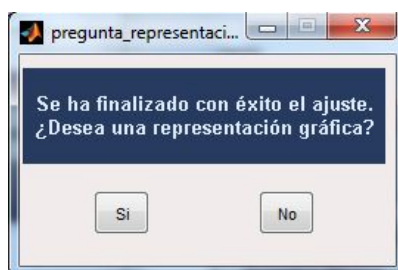 pregunta_representaci...
Se ha finalizado con éxito el ajuste.
¿Desea una representación gráfica?
Si
No